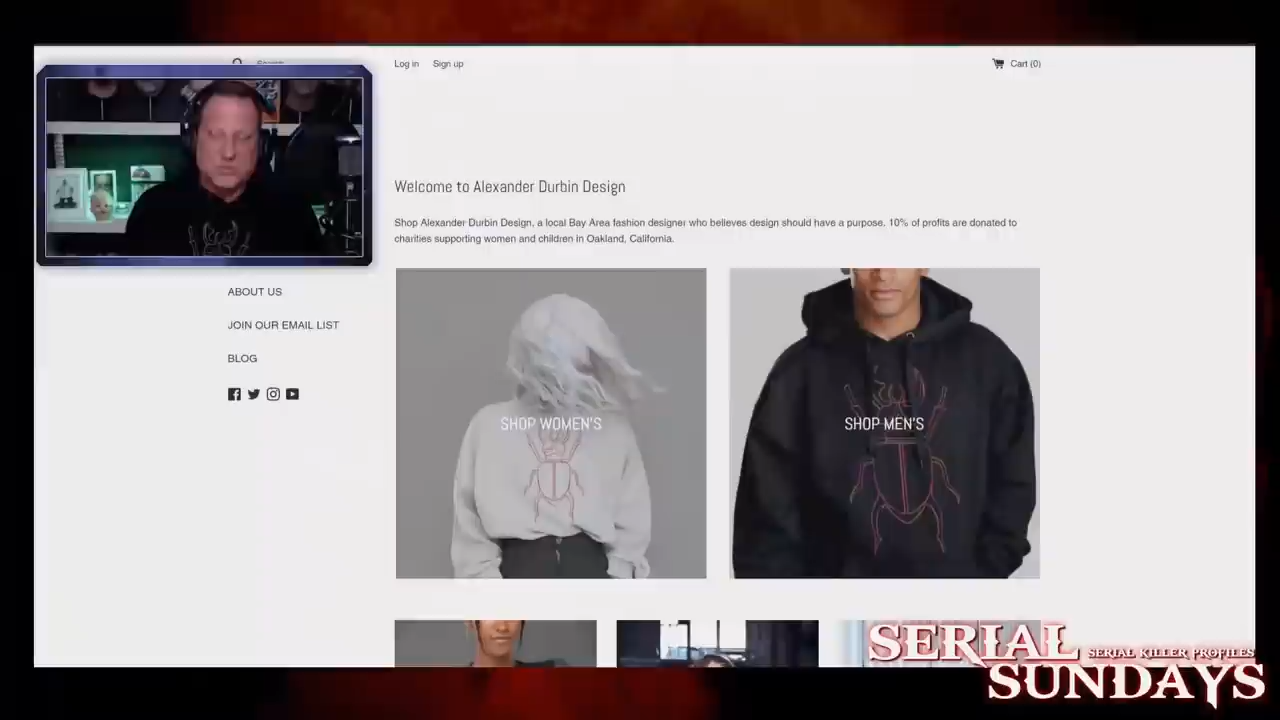 Search
Log in
Sign up
Cart (0)
Welcome to Alexander Durbin Design
Shop Alexander Durbin Design, a local Bay Area fashion designer who believes design should have a purpose. 10% of profits are donated to
charities supporting women and children in Oakland, California.
ABOUT US
JOIN OUR EMAIL LIST
BLOG
SHOP WOMEN'S
SHOP MEN'S
SERIAL
SERIAL KILLER PROFILES
SUNDAYS